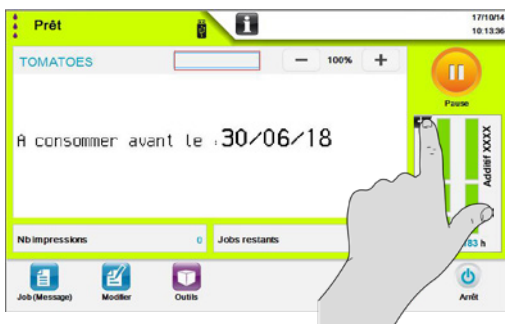 Prêt
17/10/14
10:13:36
TOMATOES
100%
Pause
A consommer avant le : 30/06/18
Additif XXXX
Nb impressions 0 Jobs restants
83 h
Job (Message) Modifier Outils Arrêt